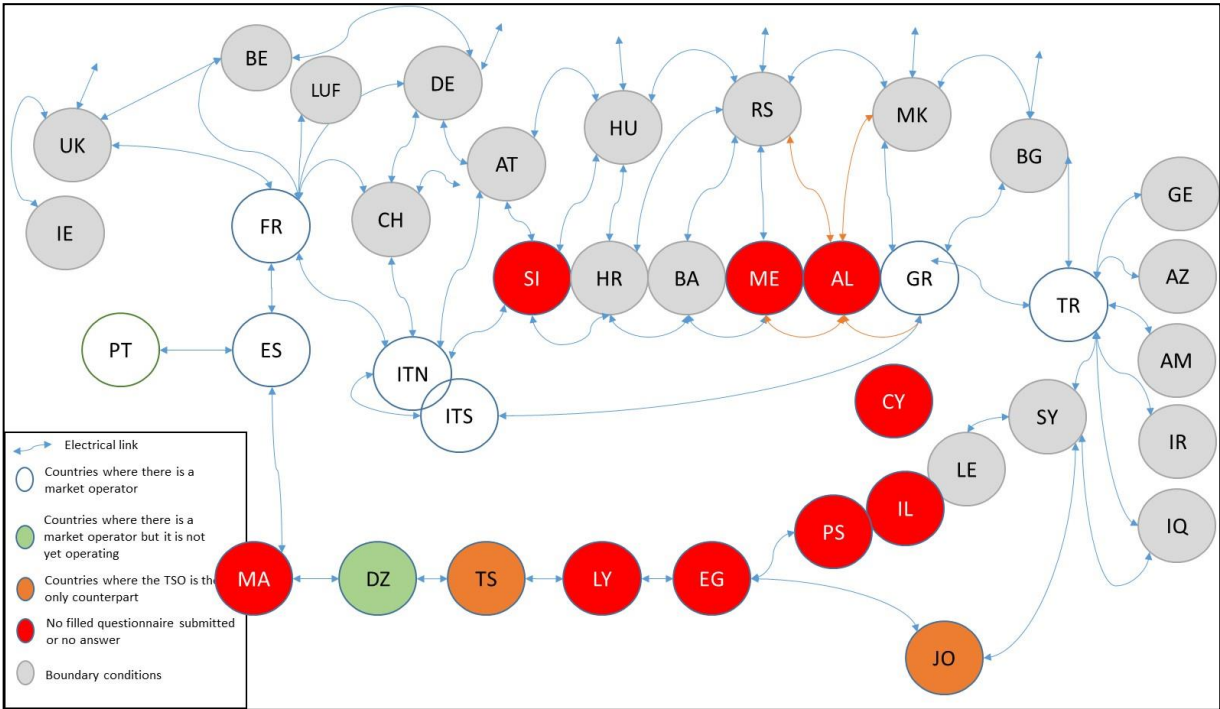 BE
DE
LUF
UK
HU
RS
MK
AT
BG
GE
IE
FR
CH
SI
HR
BA
ME
AL
GR
AZ
TR
PT
ES
ITN
AM
ITS
CY
SY
IR
LE
IL
PS
IQ
MA
DZ
TS
LY
EG
JO
Electrical link
Countries where there is a
market operator
Countries where there is a
market operator but it is not
yet operating
Countries where the TSO is the
only counterpart
No filled questionnaire submitted
or no answer
Boundary conditions